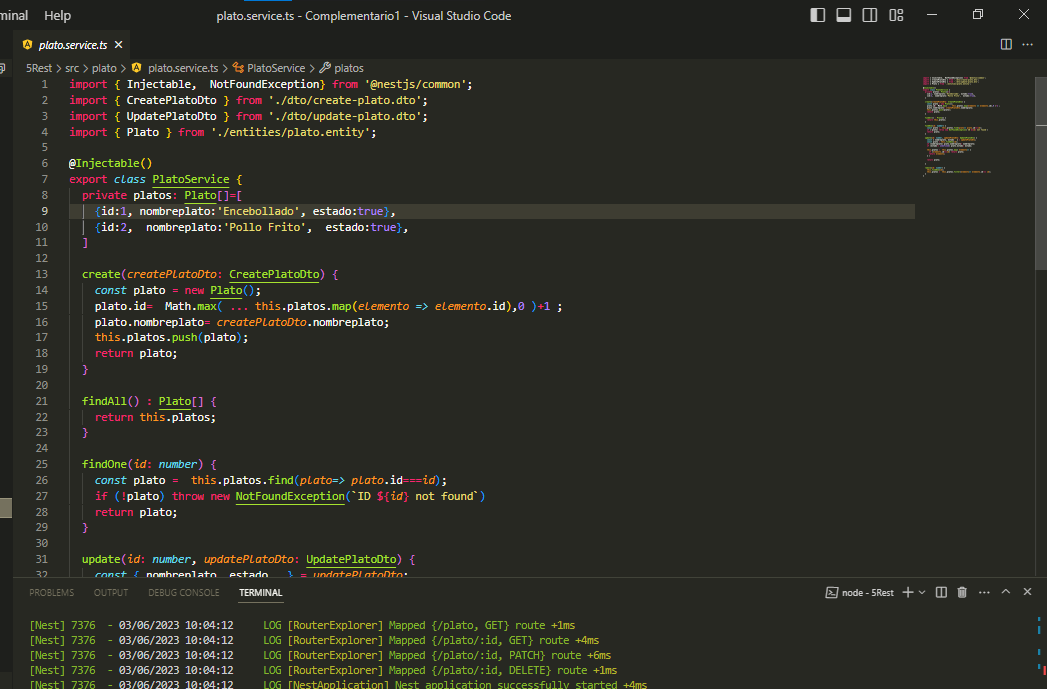 minal Help plato.service.ts - Complementario1 - Visual Studio Code
plato.service.ts
5Rest > src > plato > plato.service.ts > PlatoService > platos
1 import { Injectable, NotFoundException} from '@nestjs/common';
2 import { CreatePlatoDto } from './dto/create-plato.dto';
3 import { UpdatePlatoDto } from './dto/update-plato.dto';
4 import { Plato } from './entities/plato.entity';
5
6 @Injectable()
7 export class PlatoService {
8 private platos: Plato[]=[
9 {id:1, nombreplato:'Encebollado', estado:true},
10 {id:2, nombreplato:'Pollo Frito', estado:true},
11 ]
12
13 create(createPlatoDto: CreatePlatoDto) {
14 const plato = new Plato();
15 plato.id= Math.max( ... this.platos.map(elemento => elemento.id),0 )+1 ;
16 plato.nombreplato= createPlatoDto.nombreplato;
17 this.platos.push(plato);
18 return plato;
19 }
20
21 findAll() : Plato[] {
22 return this.platos;
23 }
24
25 findOne(id: number) {
26 const plato = this.platos.find(plato=> plato.id===id);
27 if (!plato) throw new NotFoundException(`ID ${id} not found`)
28 return plato;
29 }
30
31 update(id: number, updatePlatoDto: UpdatePlatoDto) {
32 const { nombreplato, estado, } = updatePlatoDto;
PROBLEMS OUTPUT DEBUG CONSOLE TERMINAL node - 5Rest
[Nest] 7376 - 03/06/2023 10:04:12 LOG [RouterExplorer] Mapped {/plato, GET} route +1ms
[Nest] 7376 - 03/06/2023 10:04:12 LOG [RouterExplorer] Mapped {/plato/:id, GET} route +4ms
[Nest] 7376 - 03/06/2023 10:04:12 LOG [RouterExplorer] Mapped {/plato/:id, PATCH} route +6ms
[Nest] 7376 - 03/06/2023 10:04:12 LOG [RouterExplorer] Mapped {/plato/:id, DELETE} route +1ms
[Nest] 7376 - 03/06/2023 10:04:12 LOG [NestApplication] Nest application successfully started +4ms